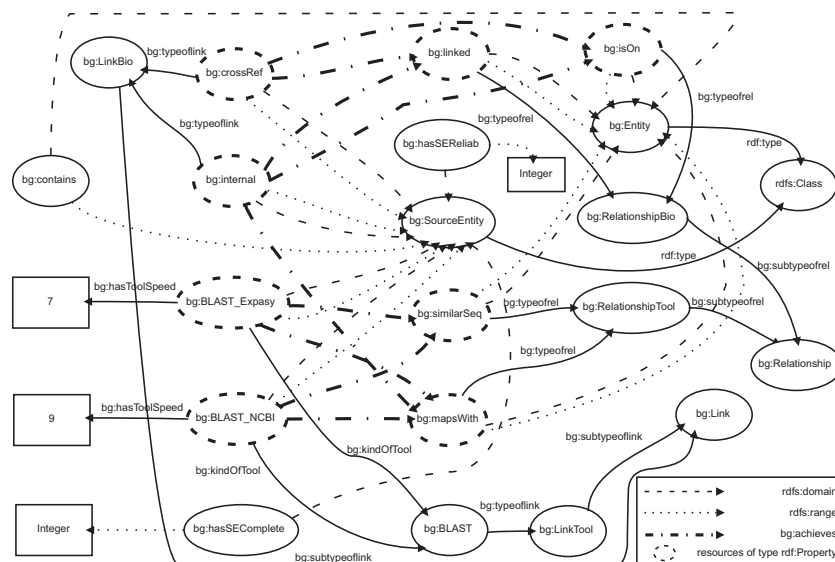 bg:typeoflink
bg:LinkBio
bg:crossRef
bg:linked
bg:isOn
bg:typeofrel
bg:typeoflink
bg:typeofrel
bg:Entity
bg:hasSEReliab
rdf:type
bg:contains
bg:internal
Integer
rdfs:Class
bg:SourceEntity
bg:RelationshipBio
rdf:type
bg:subtypeofrel
bg:hasToolSpeed
7
bg:BLAST_Expasy
bg:similarSeq
bg:typeofrel
bg:RelationshipTool
bg:subtypeofrel
bg:typeofrel
bg:Relationship
bg:hasToolSpeed
9
bg:BLAST_NCBI
bg:mapsWith
bg:Link
bg:subtypeoflink
bg:kindOfTool
bg:kindOfTool
bg:typeoflink
Integer
bg:hasSEComplete
bg:BLAST
bg:LinkTool
bg:subtypeoflink
rdfs:domain
rdfs:range
bg:achieves
resources of type rdf:Property